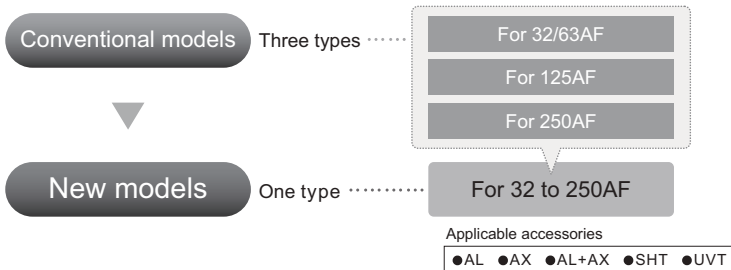 Conventional models Three types ······ For 32/63AF
For 125AF
For 250AF
New models One type ·········· For 32 to 250AF
Applicable accessories
●AL ●AX ●AL+AX ●SHT ●UVT